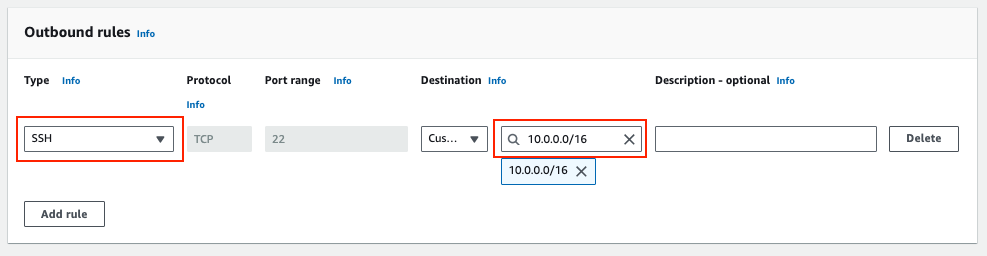 Outbound rules Info
Type Info Protocol Info Port range Info Destination Info Description - optional Info
SSH TCP 22 Cus... 10.0.0.0/16 Delete
10.0.0.0/16
Add rule